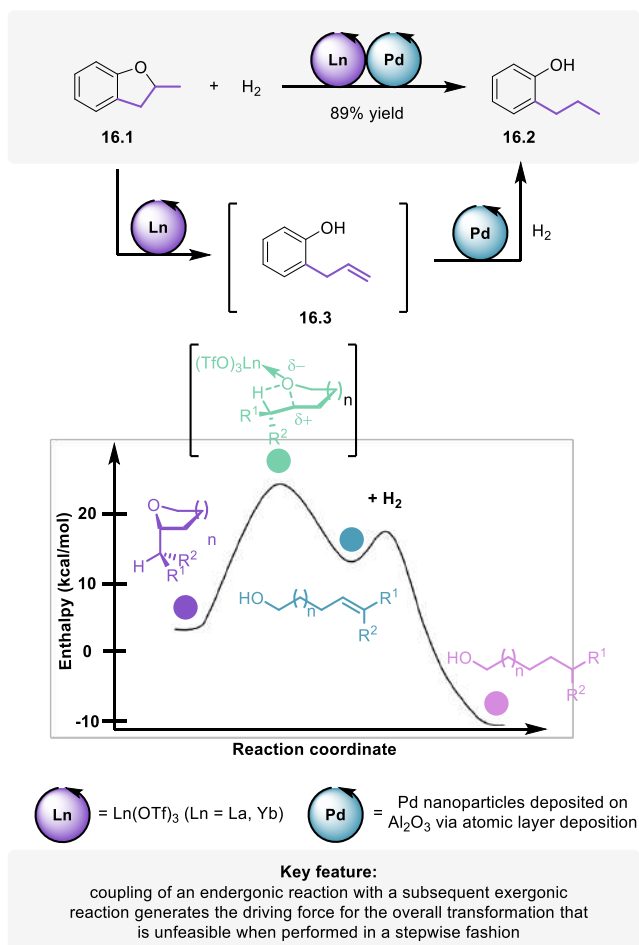 Ln Pd
O
+ H₂
89% yield
OH
16.1
16.2
Ln
OH
Pd
H₂
16.3
(TfO)₃Ln
δ−
H
O
n
R¹
δ+
R²
+ H₂
O
n
H
R²
R¹
HO
n
R¹
R²
HO
n
R¹
R²
Enthalpy (kcal/mol)
20
10
0
-10
Reaction coordinate
Ln = Ln(OTf)₃ (Ln = La, Yb)
Pd = Pd nanoparticles deposited on
Al₂O₃ via atomic layer deposition
Key feature:
coupling of an endergonic reaction with a subsequent exergonic
reaction generates the driving force for the overall transformation that
is unfeasible when performed in a stepwise fashion